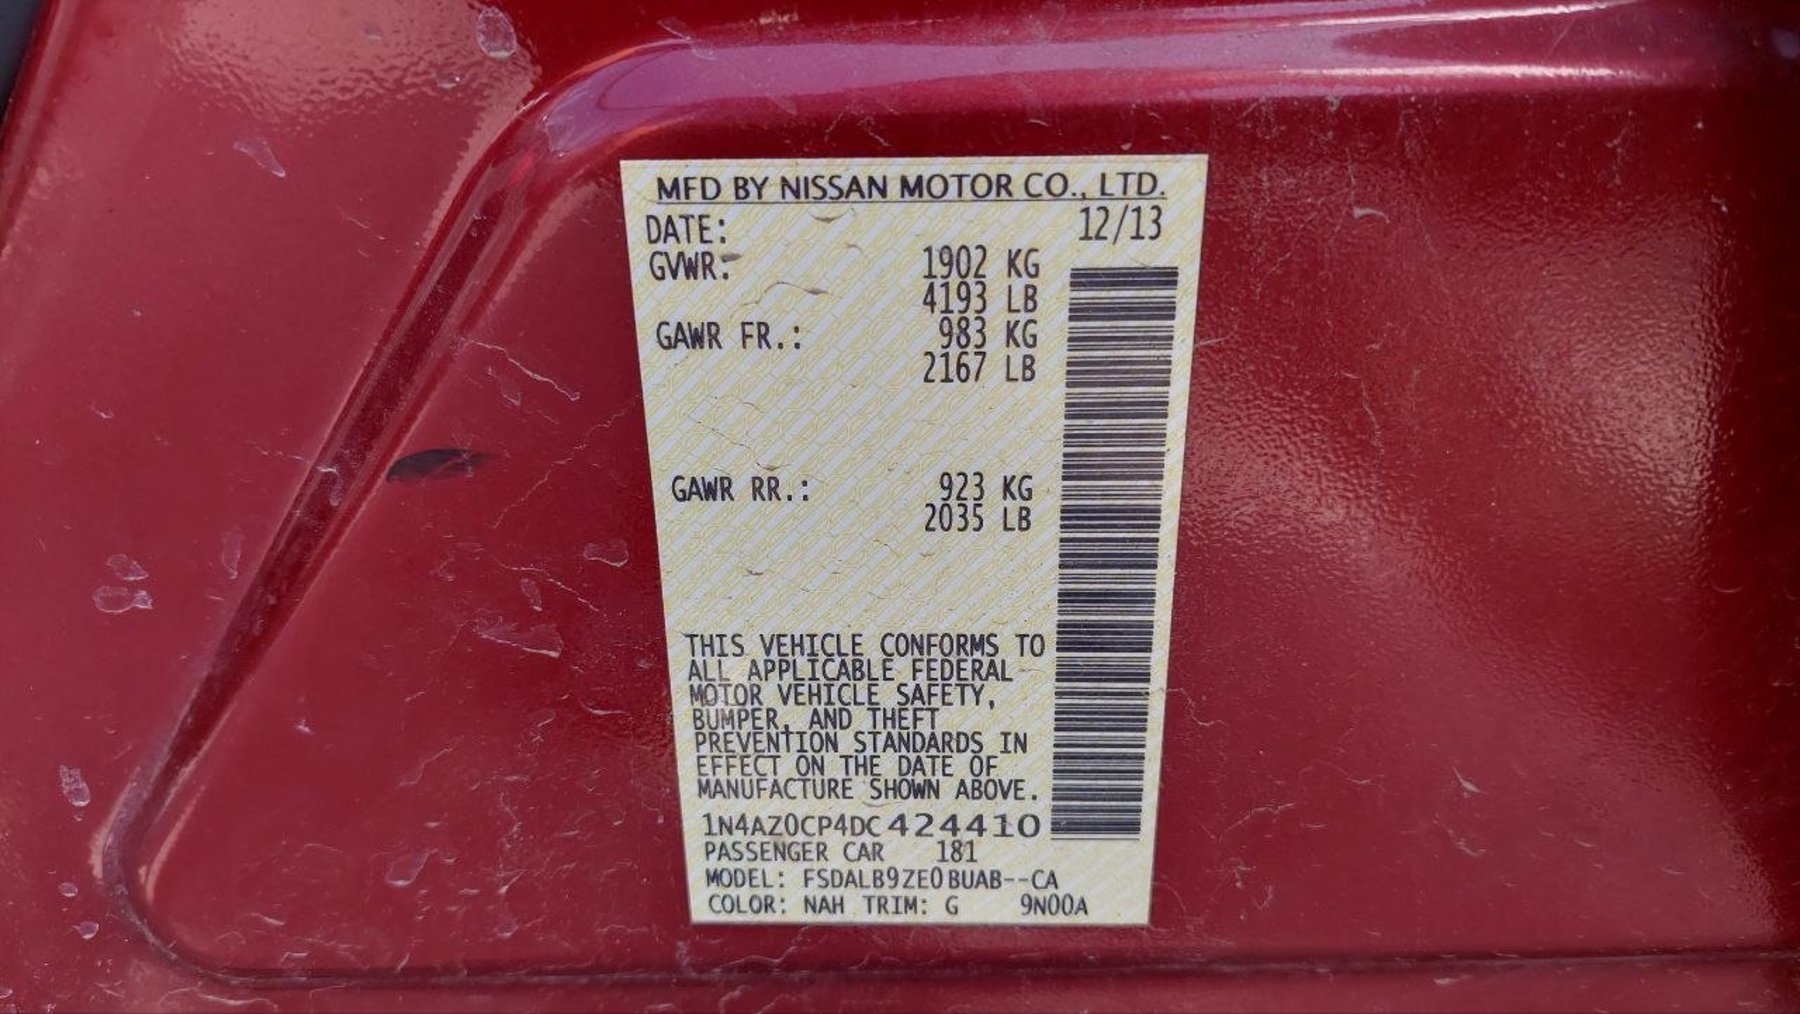 MFD BY NISSAN MOTOR CO., LTD.
DATE: 12/13
GVWR: 1902 KG
4193 LB
GAWR FR.: 983 KG
2167 LB
GAWR RR.: 923 KG
2035 LB
THIS VEHICLE CONFORMS TO
ALL APPLICABLE FEDERAL
MOTOR VEHICLE SAFETY,
BUMPER, AND THEFT
PREVENTION STANDARDS IN
EFFECT ON THE DATE OF
MANUFACTURE SHOWN ABOVE.
1N4AZ0CP4DC424410
PASSENGER CAR 181
MODEL: FSDALB9ZE0BUAB--CA
COLOR: NAH TRIM: G 9N00A